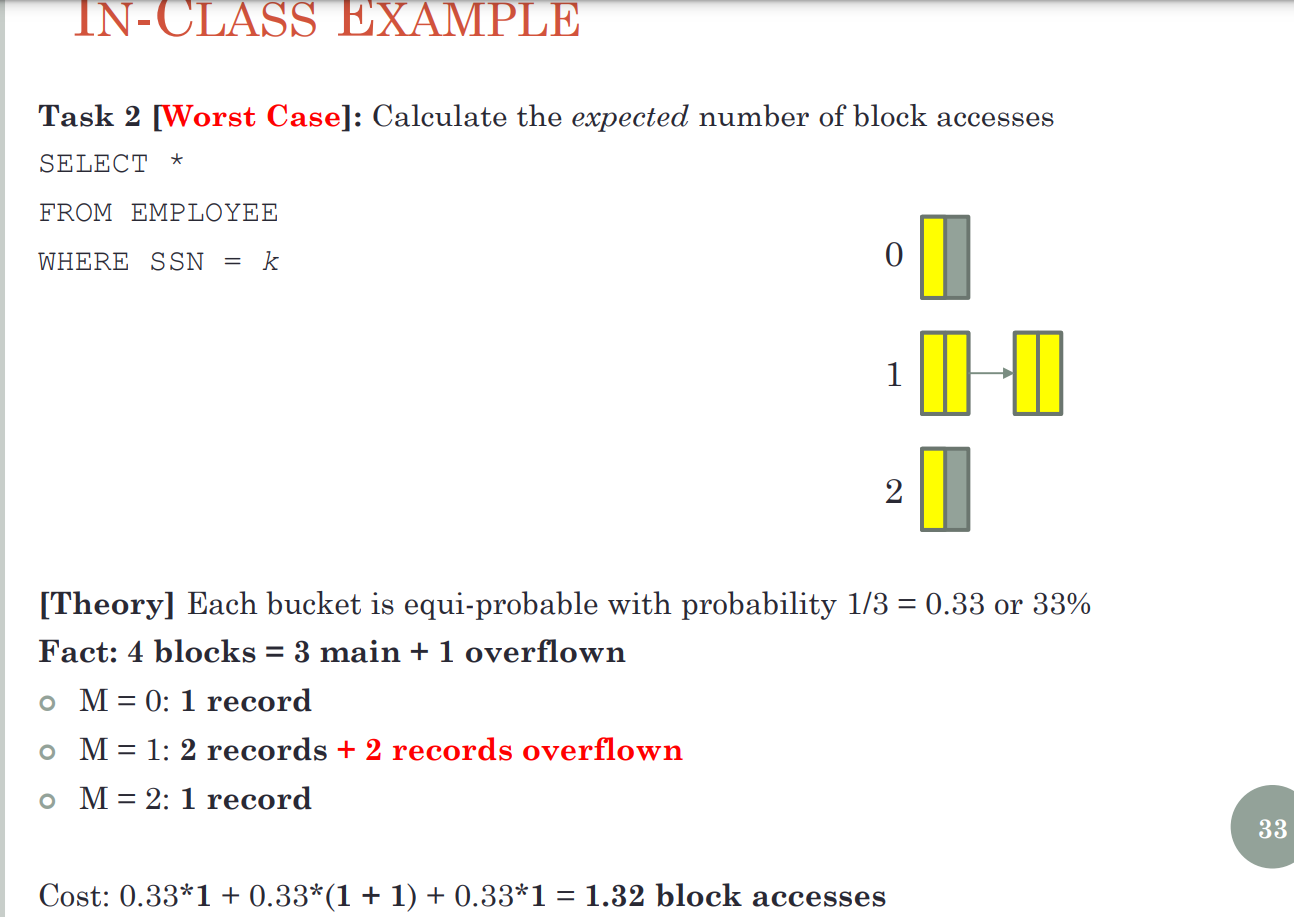 IN-CLASS EXAMPLE
Task 2 [Worst Case]: Calculate the expected number of block accesses
SELECT *
FROM EMPLOYEE
WHERE SSN = k
0
1
2
[Theory] Each bucket is equi-probable with probability 1/3 = 0.33 or 33%
Fact: 4 blocks = 3 main + 1 overflown
M = 0: 1 record
M = 1: 2 records + 2 records overflown
M = 2: 1 record
33
Cost: 0.33*1 + 0.33*(1 + 1) + 0.33*1 = 1.32 block accesses